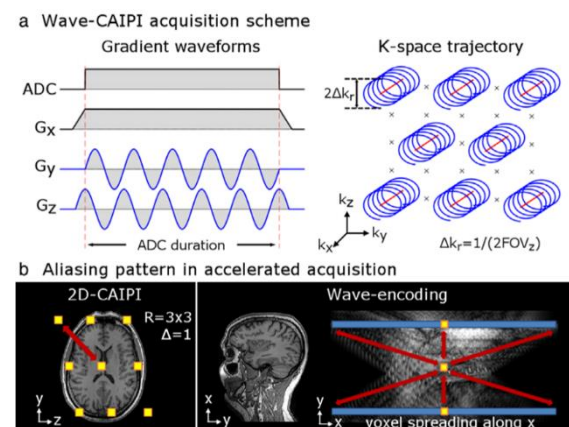 a Wave-CAIPI acquisition scheme
Gradient waveforms
K-space trajectory
ADC
Gx
Gy
Gz
ADC duration
2Δkr
kz
ky
kx
Δkr=1/(2FOVz)
b Aliasing pattern in accelerated acquisition
2D-CAIPI
R=3x3
Δ=1
Wave-encoding
y
z
x
y
y
x
voxel spreading along x